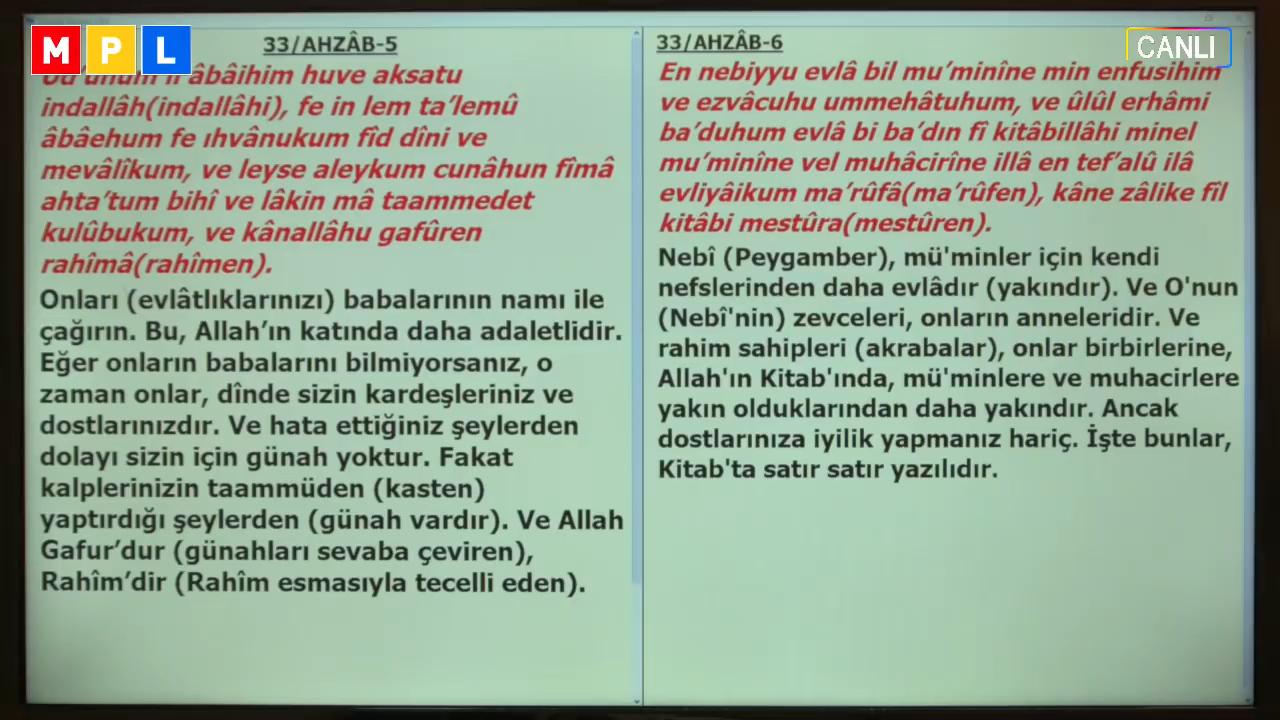 MPL
CANLI
33/AHZÂB-5
âbâihim huve aksatu
indallâh(indallâhi), fe in lem ta’lemû
âbâehum fe ıhvânukum fîd dîni ve
mevâlîkum, ve leyse aleykum cunâhun fîmâ
ahta’tum bihî ve lâkin mâ taammedet
kulûbukum, ve kânallâhu gafûren
rahîmâ(rahîmen).
Onları (evlâtlıklarınızı) babalarının namı ile
çağırın. Bu, Allah’ın katında daha adaletlidir.
Eğer onların babalarını bilmiyorsanız, o
zaman onlar, dînde sizin kardeşleriniz ve
dostlarınızdır. Ve hata ettiğiniz şeylerden
dolayı sizin için günah yoktur. Fakat
kalplerinizin taammüden (kasten)
yaptırdığı şeylerden (günah vardır). Ve Allah
Gafur’dur (günahları sevaba çeviren),
Rahîm’dir (Rahîm esmasıyla tecelli eden).
33/AHZÂB-6
En nebiyyu evlâ bil mu’minîne min enfusihim
ve ezvâcuhu ummehâtuhum, ve ûlûl erhâmi
ba’duhum evlâ bi ba’dın fî kitâbillâhi minel
mu’minîne vel muhâcirîne illâ en tef’alû ilâ
evliyâikum ma’rûfâ(ma’rûfen), kâne zâlike fîl
kitâbi mestûra(mestûren).
Nebî (Peygamber), mü'minler için kendi
nefslerinden daha evlâdır (yakındır). Ve O'nun
(Nebî'nin) zevceleri, onların anneleridir. Ve
rahim sahipleri (akrabalar), onlar birbirlerine,
Allah'ın Kitab'ında, mü'minlere ve muhacirlere
yakın olduklarından daha yakındır. Ancak
dostlarınıza iyilik yapmanız hariç. İşte bunlar,
Kitab'ta satır satır yazılıdır.